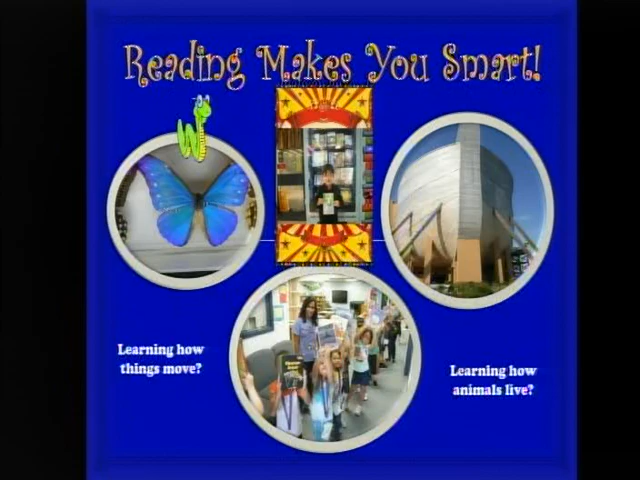 Reading Makes You Smart!
Learning how
things move?
Learning how
animals live?